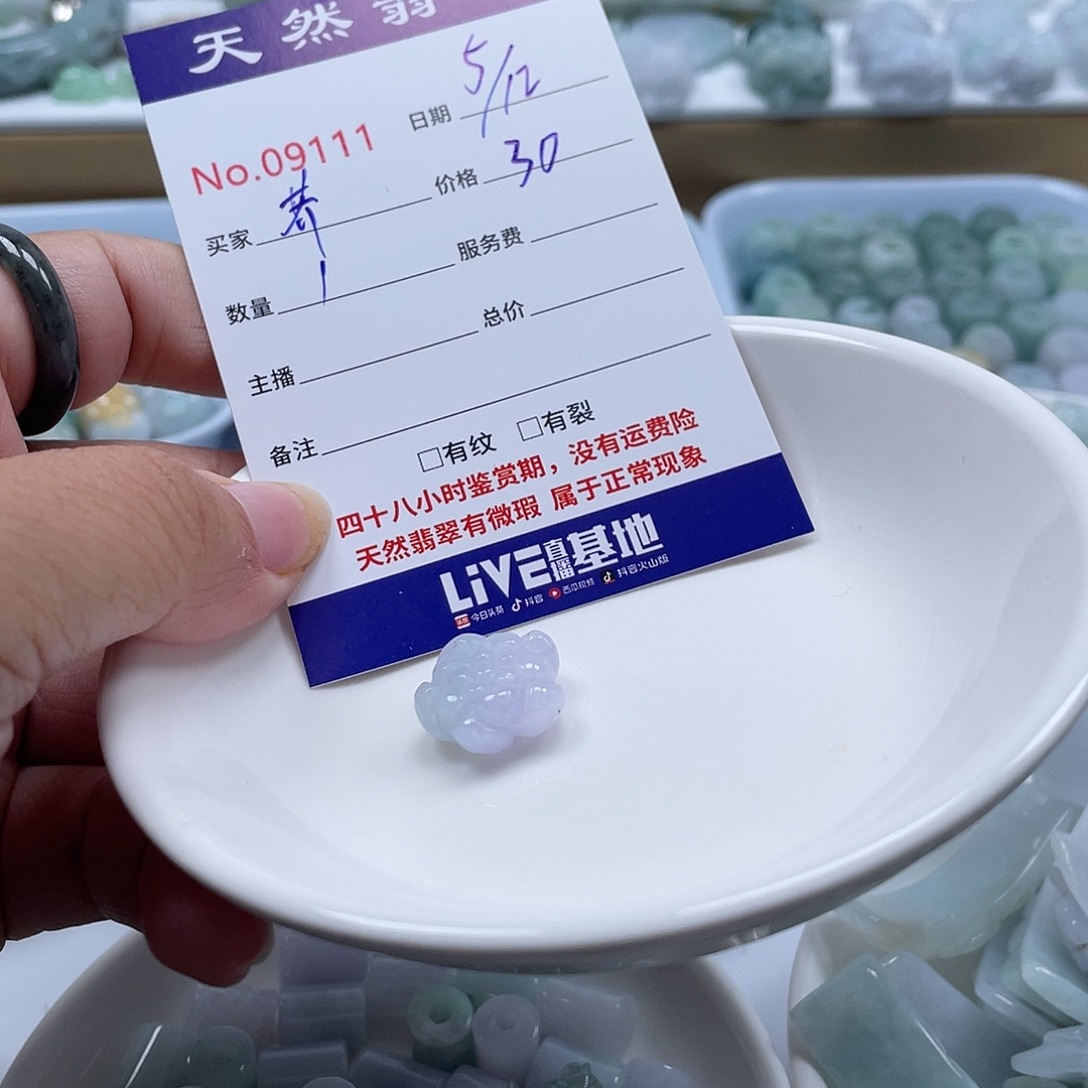 天然翡
日期 5/12
No.09111
价格 30
买家
服务费
数量 1
总价
主播
备注
□有纹 □有裂
四十八小时鉴赏期，没有运费险
天然翡翠有微瑕 属于正常现象
LiVE直播基地
今日头条 抖音 西瓜视频 抖音火山版